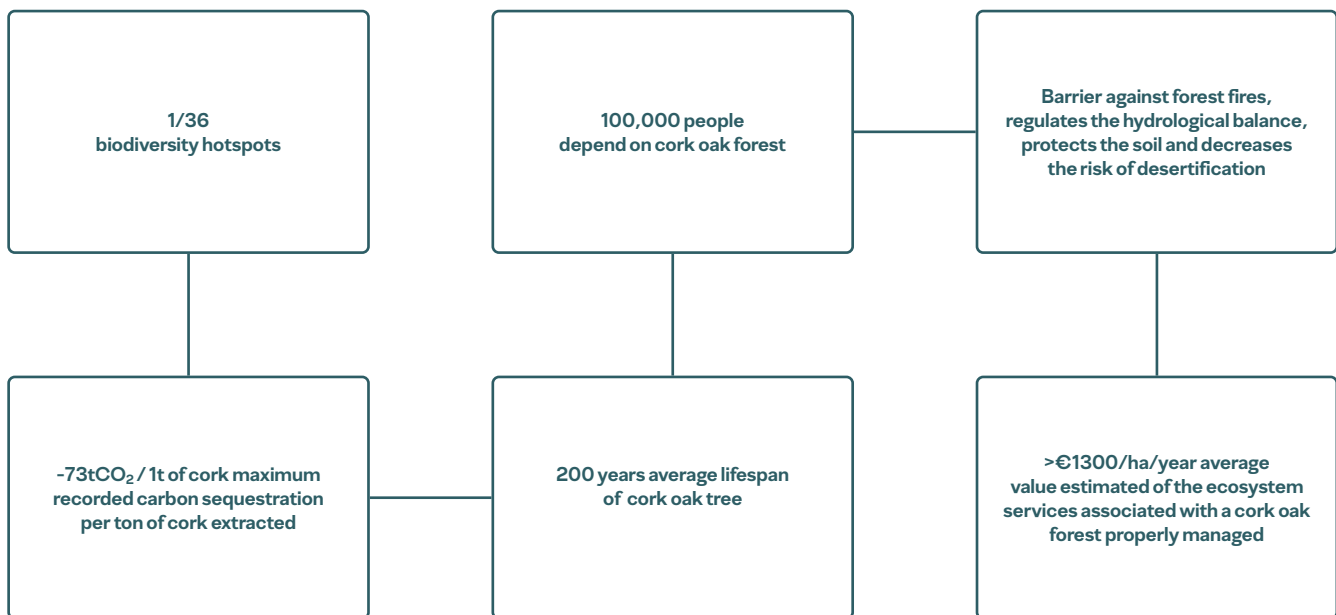 1/36
biodiversity hotspots
100,000 people
depend on cork oak forest
Barrier against forest fires,
regulates the hydrological balance,
protects the soil and decreases
the risk of desertification
-73tCO₂ / 1t of cork maximum
recorded carbon sequestration
per ton of cork extracted
200 years average lifespan
of cork oak tree
>€1300/ha/year average
value estimated of the ecosystem
services associated with a cork oak
forest properly managed